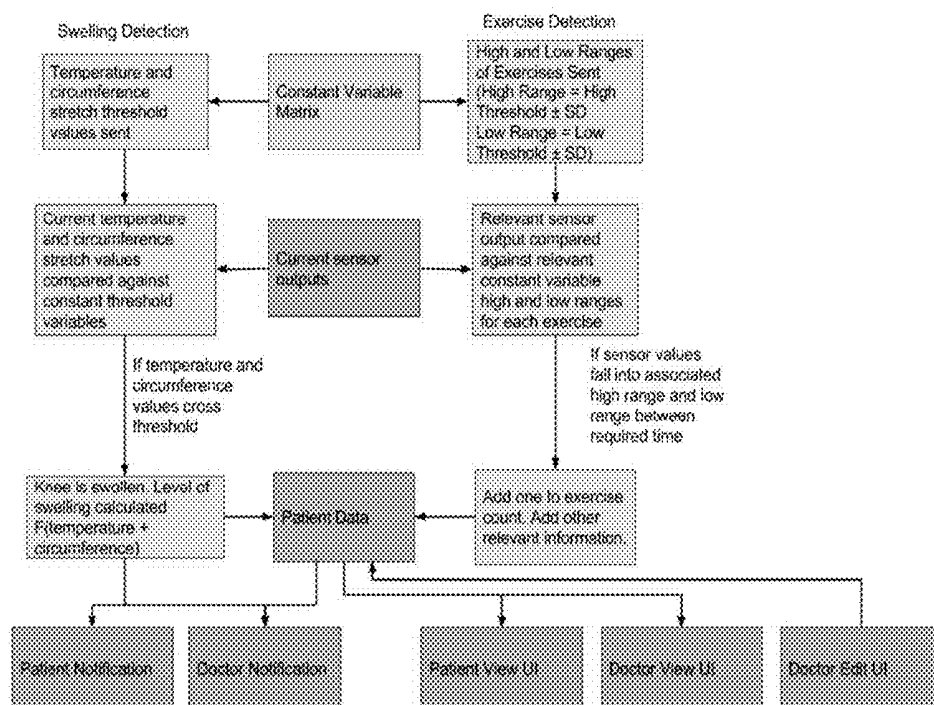 Swelling Detection
Exercise Detection
Temperature and
circumference
stretch threshold
values sent
Constant Variable
Matrix
High and Low Ranges
of Exercises Sent
(High Range = High
Threshold ± SD
Low Range = Low
Threshold ± SD)
Current temperature
and circumference
stretch values
compared against
constant threshold
variables
Current sensor
outputs
Relevant sensor
output compared
against relevant
constant variable
high and low ranges
for each exercise
If temperature and
circumference
values cross
threshold
If sensor values
fall into associated
high range and low
range between
required time
Knee is swollen. Level of
swelling calculated
F(temperature +
circumference)
Patient Data
Add one to exercise
count. Add other
relevant information.
Patient Notification
Doctor Notification
Patient View UI
Doctor View UI
Doctor Edit UI